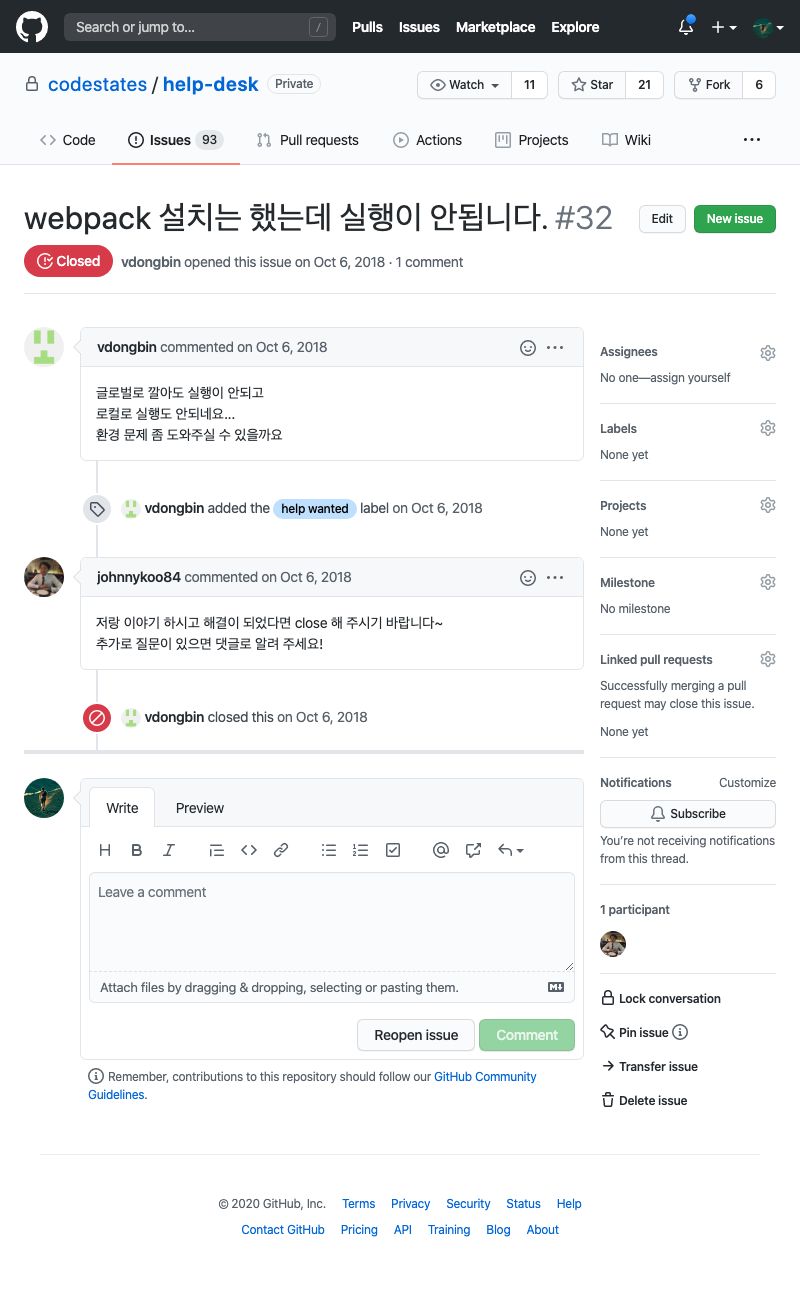 Search or jump to... /
Pulls Issues Marketplace Explore
codestates / help-desk Private
Watch 11 Star 21 Fork 6
Code Issues 93 Pull requests Actions Projects Wiki
webpack 설치는 했는데 실행이 안됩니다. #32
Edit New issue
Closed vdongbin opened this issue on Oct 6, 2018 · 1 comment
vdongbin commented on Oct 6, 2018
글로벌로 깔아도 실행이 안되고
로컬로 실행도 안되네요...
환경 문제 좀 도와주실 수 있을까요
vdongbin added the help wanted label on Oct 6, 2018
johnnykoo84 commented on Oct 6, 2018
저랑 이야기 하시고 해결이 되었다면 close 해 주시기 바랍니다~
추가로 질문이 있으면 댓글로 알려 주세요!
vdongbin closed this on Oct 6, 2018
Write Preview
H B I
Leave a comment
Attach files by dragging & dropping, selecting or pasting them.
Reopen issue Comment
Remember, contributions to this repository should follow our GitHub Community
Guidelines.
Assignees
No one—assign yourself
Labels
None yet
Projects
None yet
Milestone
No milestone
Linked pull requests
Successfully merging a pull
request may close this issue.
None yet
Notifications Customize
Subscribe
You're not receiving notifications
from this thread.
1 participant
Lock conversation
Pin issue
Transfer issue
Delete issue
© 2020 GitHub, Inc. Terms Privacy Security Status Help
Contact GitHub Pricing API Training Blog About